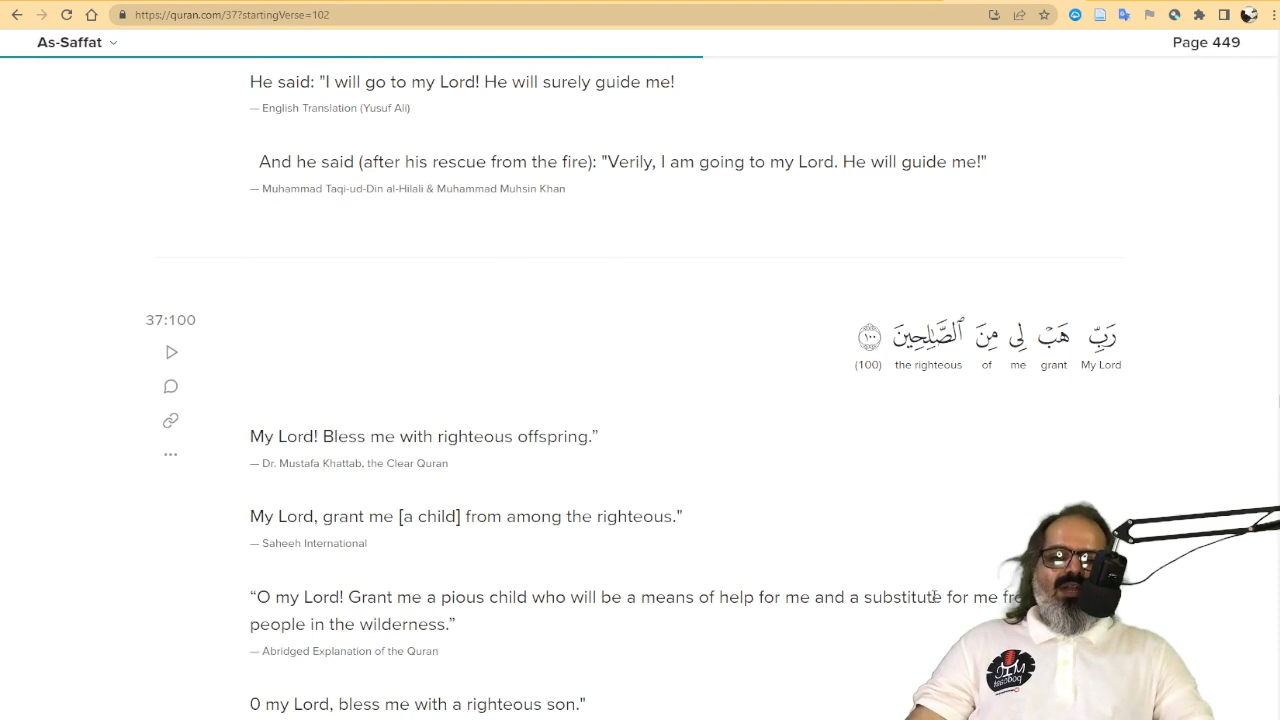 https://quran.com/37?startingVerse=102
As-Saffat
Page 449
He said: "I will go to my Lord! He will surely guide me!
— English Translation (Yusuf Ali)
And he said (after his rescue from the fire): "Verily, I am going to my Lord. He will guide me!"
— Muhammad Taqi-ud-Din al-Hilali & Muhammad Muhsin Khan
37:100
رَبِّ هَبْ لِى مِنَ ٱلصَّـٰلِحِينَ ١٠٠
(100) the righteous of me grant My Lord
My Lord! Bless me with righteous offspring.”
— Dr. Mustafa Khattab, the Clear Quran
My Lord, grant me [a child] from among the righteous."
— Saheeh International
“O my Lord! Grant me a pious child who will be a means of help for me and a substitute for me
people in the wilderness.”
— Abridged Explanation of the Quran
0 my Lord, bless me with a righteous son."